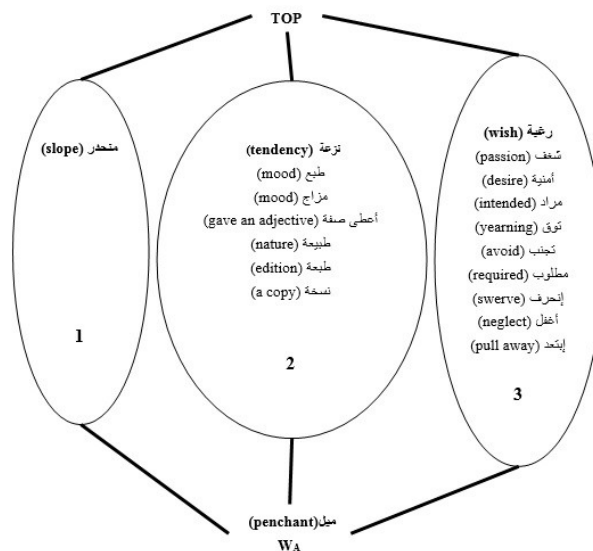 TOP
منحدر (slope)
1
نزعة (tendency)
طبع (mood)
مزاج (mood)
أعطى صفة (gave an adjective)
طبيعة (nature)
طبعة (edition)
نسخة (a copy)
2
رغبة (wish)
شغف (passion)
أمنية (desire)
مراد (intended)
توق (yearning)
تجنب (avoid)
مطلوب (required)
إنحرف (swerve)
أغفل (neglect)
إبتعد (pull away)
3
ميل(penchant)
WA